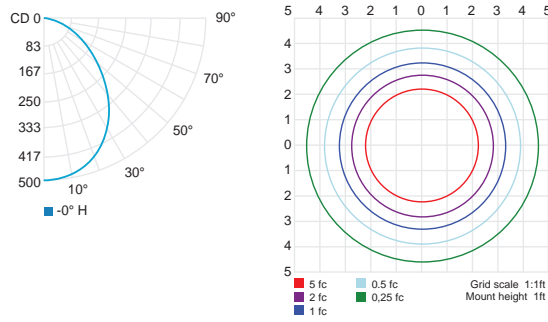 CD 0
83
167
250
333
417
500
10°
30°
50°
70°
90°
-0° H
5 4 3 2 1 0 1 2 3 4 5
4
3
2
1
0
1
2
3
4
5
5 fc
2 fc
1 fc
0.5 fc
0,25 fc
Grid scale 1:1ft
Mount height 1ft